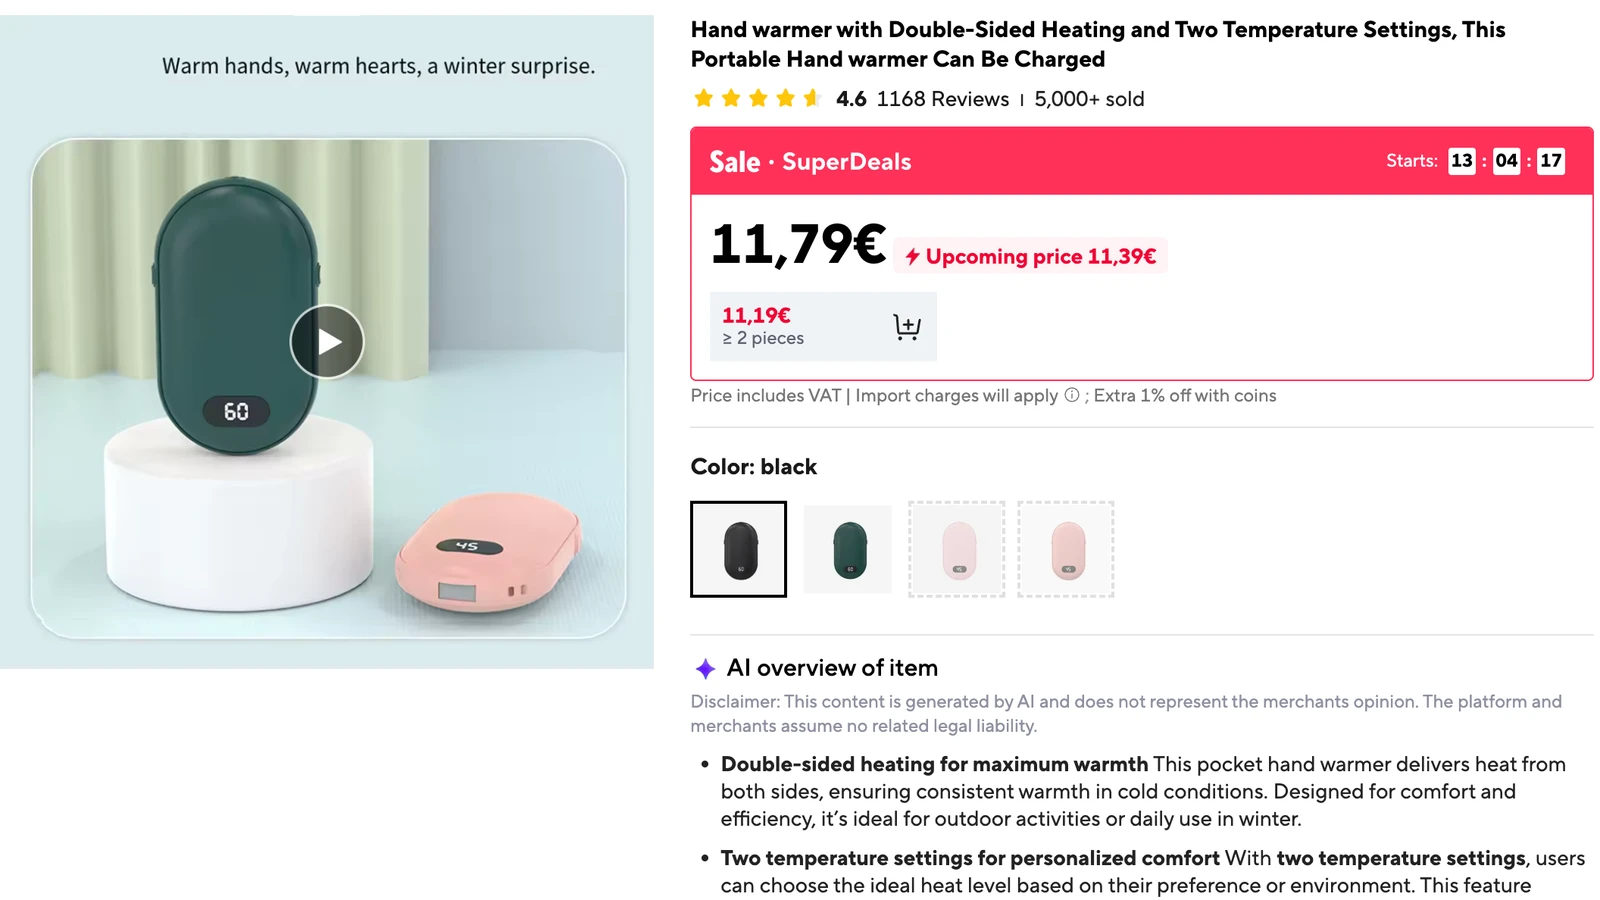 Warm hands, warm hearts, a winter surprise.
60
45
Hand warmer with Double-Sided Heating and Two Temperature Settings, This
Portable Hand warmer Can Be Charged
4.6 1168 Reviews | 5,000+ sold
Sale · SuperDeals Starts: 13 : 04 : 17
11,79€ Upcoming price 11,39€
11,19€
≥ 2 pieces
Price includes VAT | Import charges will apply ⓘ ; Extra 1% off with coins
Color: black
60
60
45
45
AI overview of item
Disclaimer: This content is generated by AI and does not represent the merchants opinion. The platform and
merchants assume no related legal liability.
• Double-sided heating for maximum warmth This pocket hand warmer delivers heat from
both sides, ensuring consistent warmth in cold conditions. Designed for comfort and
efficiency, it’s ideal for outdoor activities or daily use in winter.
• Two temperature settings for personalized comfort With two temperature settings, users
can choose the ideal heat level based on their preference or environment. This feature